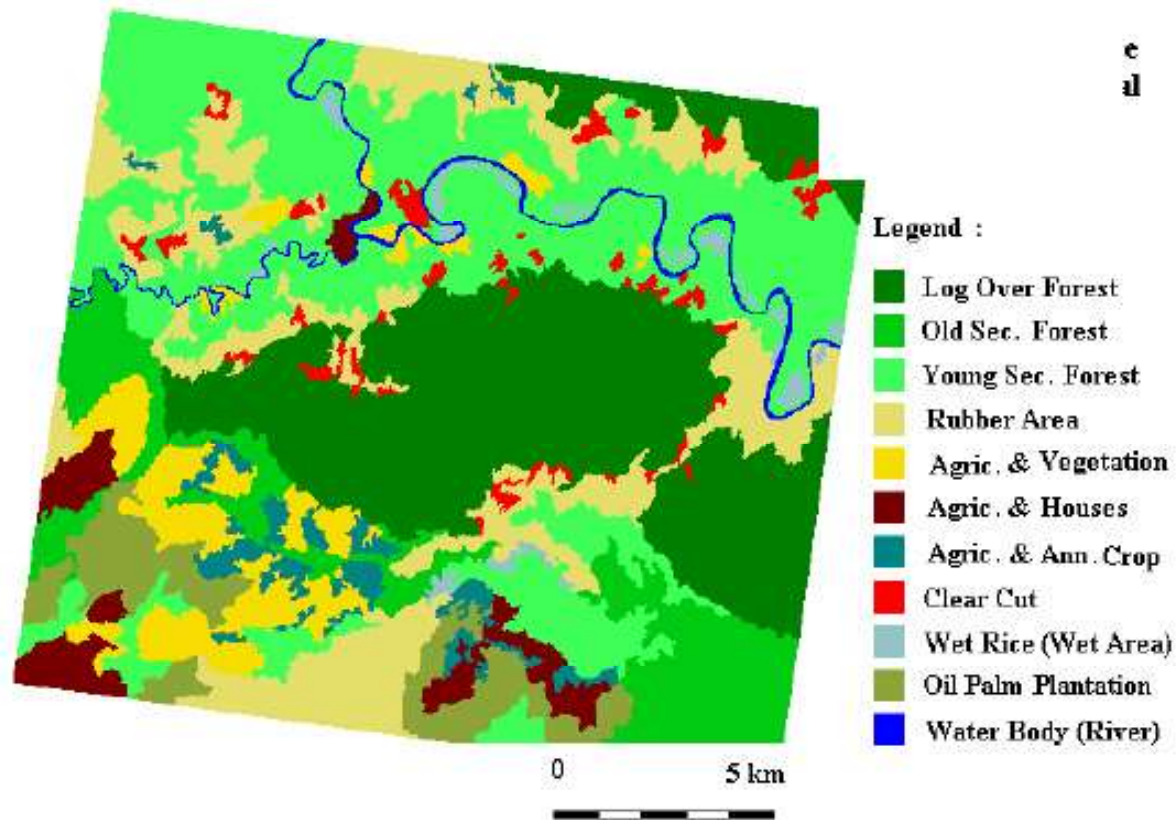 e
al
Legend :
Log Over Forest
Old Sec. Forest
Young Sec. Forest
Rubber Area
Agric. & Vegetation
Agric. & Houses
Agric. & Ann. Crop
Clear Cut
Wet Rice (Wet Area)
Oil Palm Plantation
Water Body (River)
0 5 km